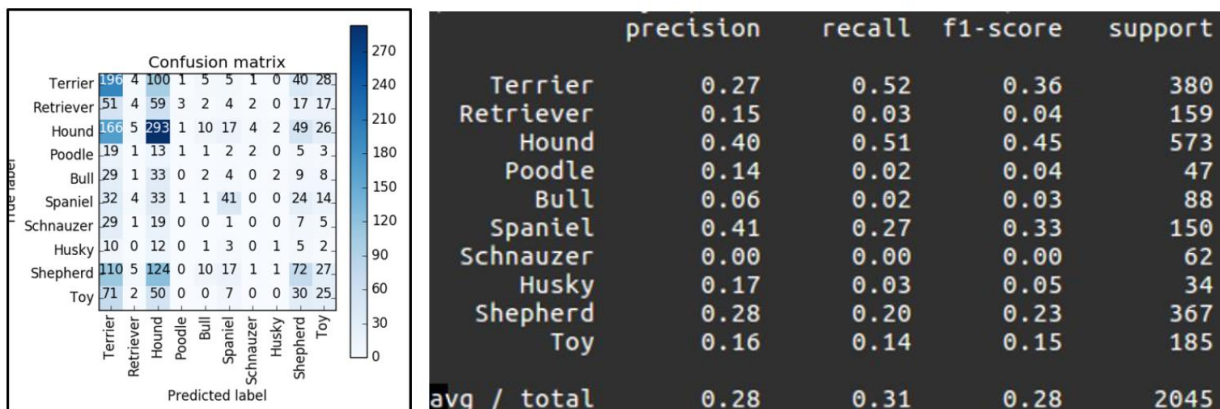 Confusion matrix
Terrier 196 4 100 1 5 5 1 0 40 28
Retriever 51 4 59 3 2 4 2 0 17 17
Hound 166 5 293 1 10 17 4 2 49 26
Poodle 19 1 13 1 1 2 2 0 5 3
Bull 29 1 33 0 2 4 0 2 9 8
Spaniel 32 4 33 1 1 41 0 0 24 14
Schnauzer 29 1 19 0 0 1 0 0 7 5
Husky 10 0 12 0 1 3 0 1 5 2
Shepherd 110 5 124 0 10 17 1 1 72 27
Toy 71 2 50 0 0 7 0 0 30 25
Terrier
Retriever
Hound
Poodle
Bull
Spaniel
Schnauzer
Husky
Shepherd
Toy
Predicted label
270
240
210
180
150
120
90
60
30
0
precision recall f1-score support
Terrier 0.27 0.52 0.36 380
Retriever 0.15 0.03 0.04 159
Hound 0.40 0.51 0.45 573
Poodle 0.14 0.02 0.04 47
Bull 0.06 0.02 0.03 88
Spaniel 0.41 0.27 0.33 150
Schnauzer 0.00 0.00 0.00 62
Husky 0.17 0.03 0.05 34
Shepherd 0.28 0.20 0.23 367
Toy 0.16 0.14 0.15 185
avg / total 0.28 0.31 0.28 2045